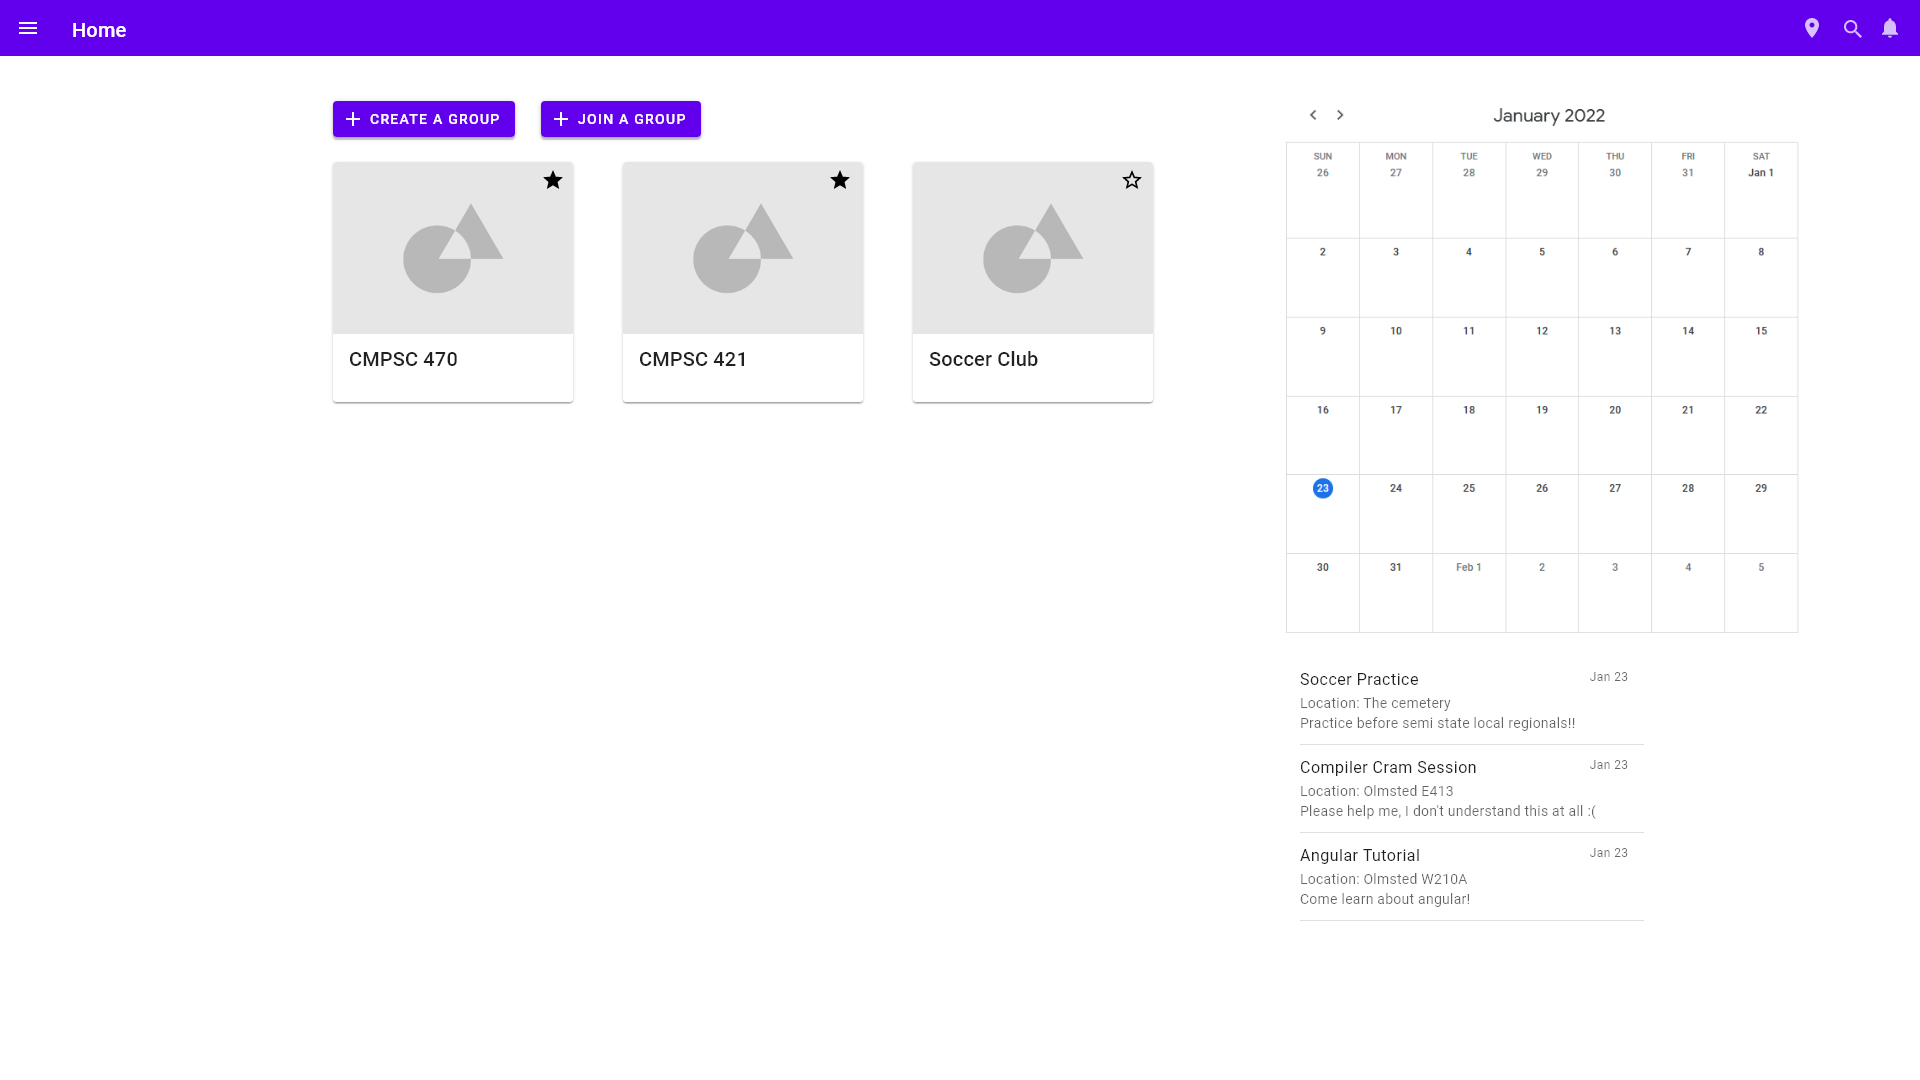 Home
CREATE A GROUP
JOIN A GROUP
CMPSC 470
CMPSC 421
Soccer Club
January 2022
SUN MON TUE WED THU FRI SAT
26 27 28 29 30 31 Jan 1
2 3 4 5 6 7 8
9 10 11 12 13 14 15
16 17 18 19 20 21 22
23 24 25 26 27 28 29
30 31 Feb 1 2 3 4 5
Soccer Practice Jan 23
Location: The cemetery
Practice before semi state local regionals!!
Compiler Cram Session Jan 23
Location: Olmsted E413
Please help me, I don't understand this at all :(
Angular Tutorial Jan 23
Location: Olmsted W210A
Come learn about angular!